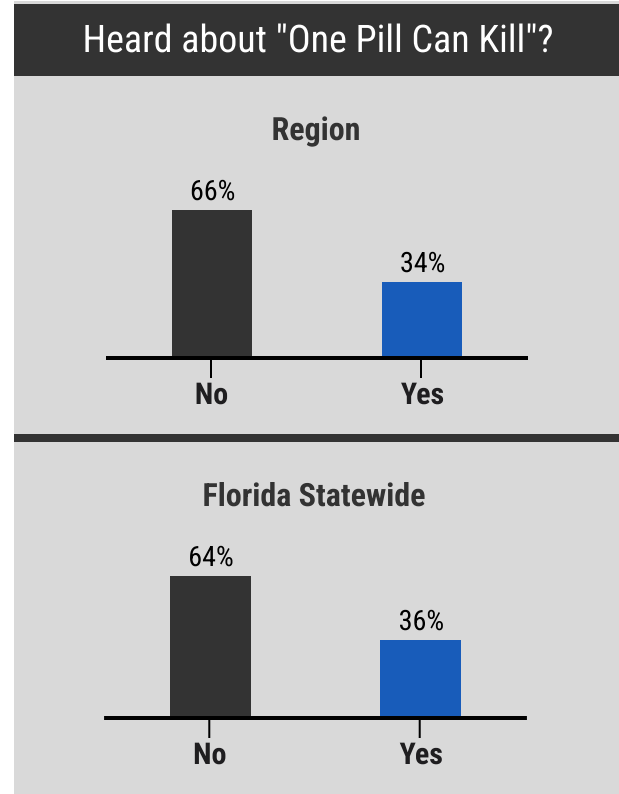 Heard about "One Pill Can Kill"?
Region
66%
34%
No Yes
Florida Statewide
64%
36%
No Yes